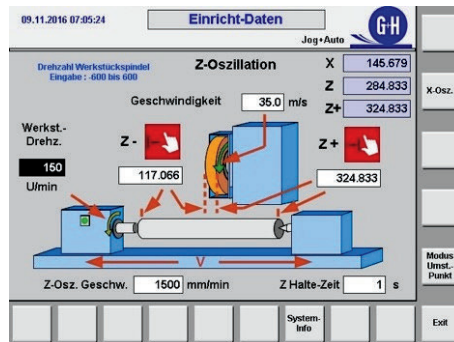 09.11.2016 07:05:24
Einricht-Daten
Jog+Auto
GH
Drehzahl Werkstückspindel
Eingabe : -600 bis 600
Z-Oszillation
X 145.679
Z 284.833
Z+ 324.833
X-Osz.
Geschwindigkeit 35.0 m/s
Werkst.-
Drehz.
150
U/min
Z -
117.066
Z +
324.833
V
Z-Osz. Geschw. 1500 mm/min
Z Halte-Zeit 1 s
Modus
Umst.-
Punkt
System-
Info
Exit